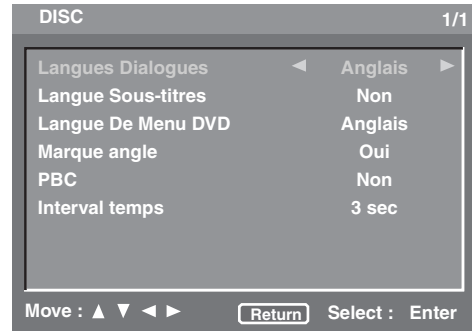 DISC 1/1
Langues Dialogues ◄ Anglais ►
Langue Sous-titres Non
Langue De Menu DVD Anglais
Marque angle Oui
PBC Non
Interval temps 3 sec
Move : ▲ ▼ ◄ ► Return Select : Enter